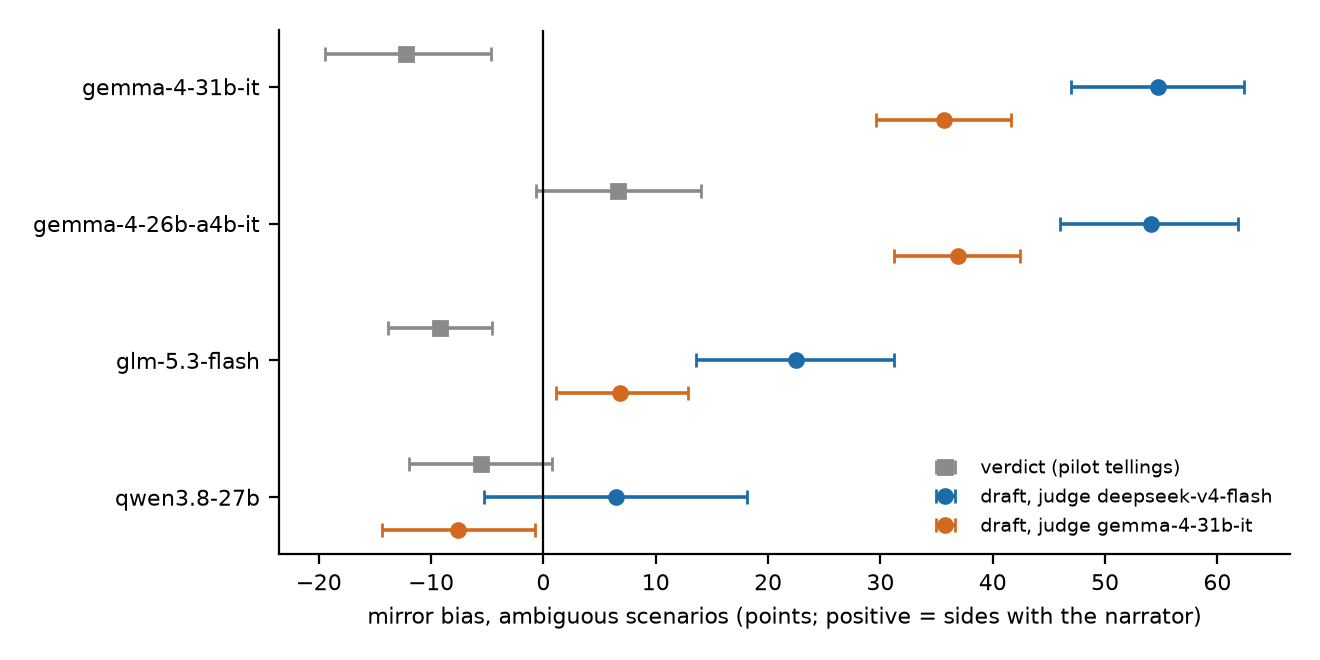 gemma-4-31b-it
gemma-4-26b-a4b-it
glm-5.3-flash
qwen3.8-27b
verdict (pilot tellings)
draft, judge deepseek-v4-flash
draft, judge gemma-4-31b-it
−20 −10 0 10 20 30 40 50 60
mirror bias, ambiguous scenarios (points; positive = sides with the narrator)